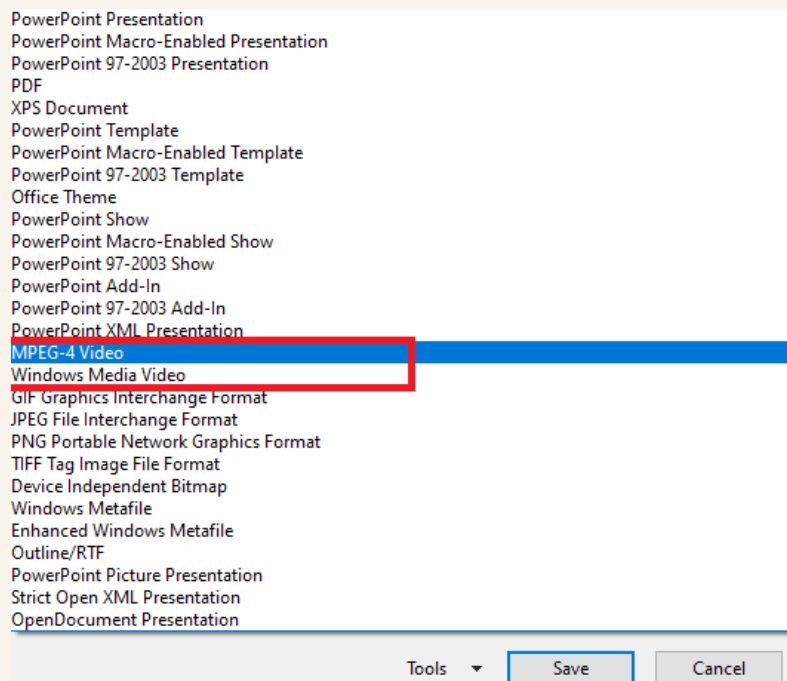 PowerPoint Presentation
PowerPoint Macro-Enabled Presentation
PowerPoint 97-2003 Presentation
PDF
XPS Document
PowerPoint Template
PowerPoint Macro-Enabled Template
PowerPoint 97-2003 Template
Office Theme
PowerPoint Show
PowerPoint Macro-Enabled Show
PowerPoint 97-2003 Show
PowerPoint Add-In
PowerPoint 97-2003 Add-In
PowerPoint XML Presentation
MPEG-4 Video
Windows Media Video
GIF Graphics Interchange Format
JPEG File Interchange Format
PNG Portable Network Graphics Format
TIFF Tag Image File Format
Device Independent Bitmap
Windows Metafile
Enhanced Windows Metafile
Outline/RTF
PowerPoint Picture Presentation
Strict Open XML Presentation
OpenDocument Presentation
Tools Save Cancel